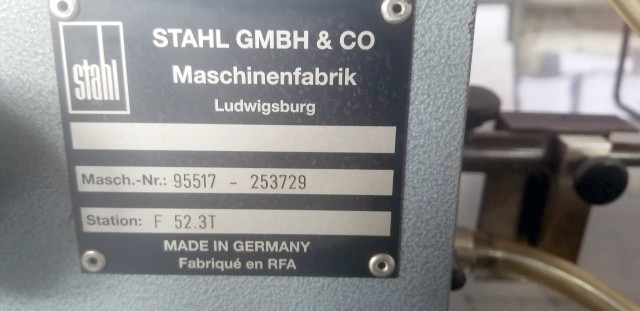 stahl
STAHL GMBH & CO
Maschinenfabrik
Ludwigsburg
Masch.-Nr.: 95517 - 253729
Station: F 52.3T
MADE IN GERMANY
Fabriqué en RFA